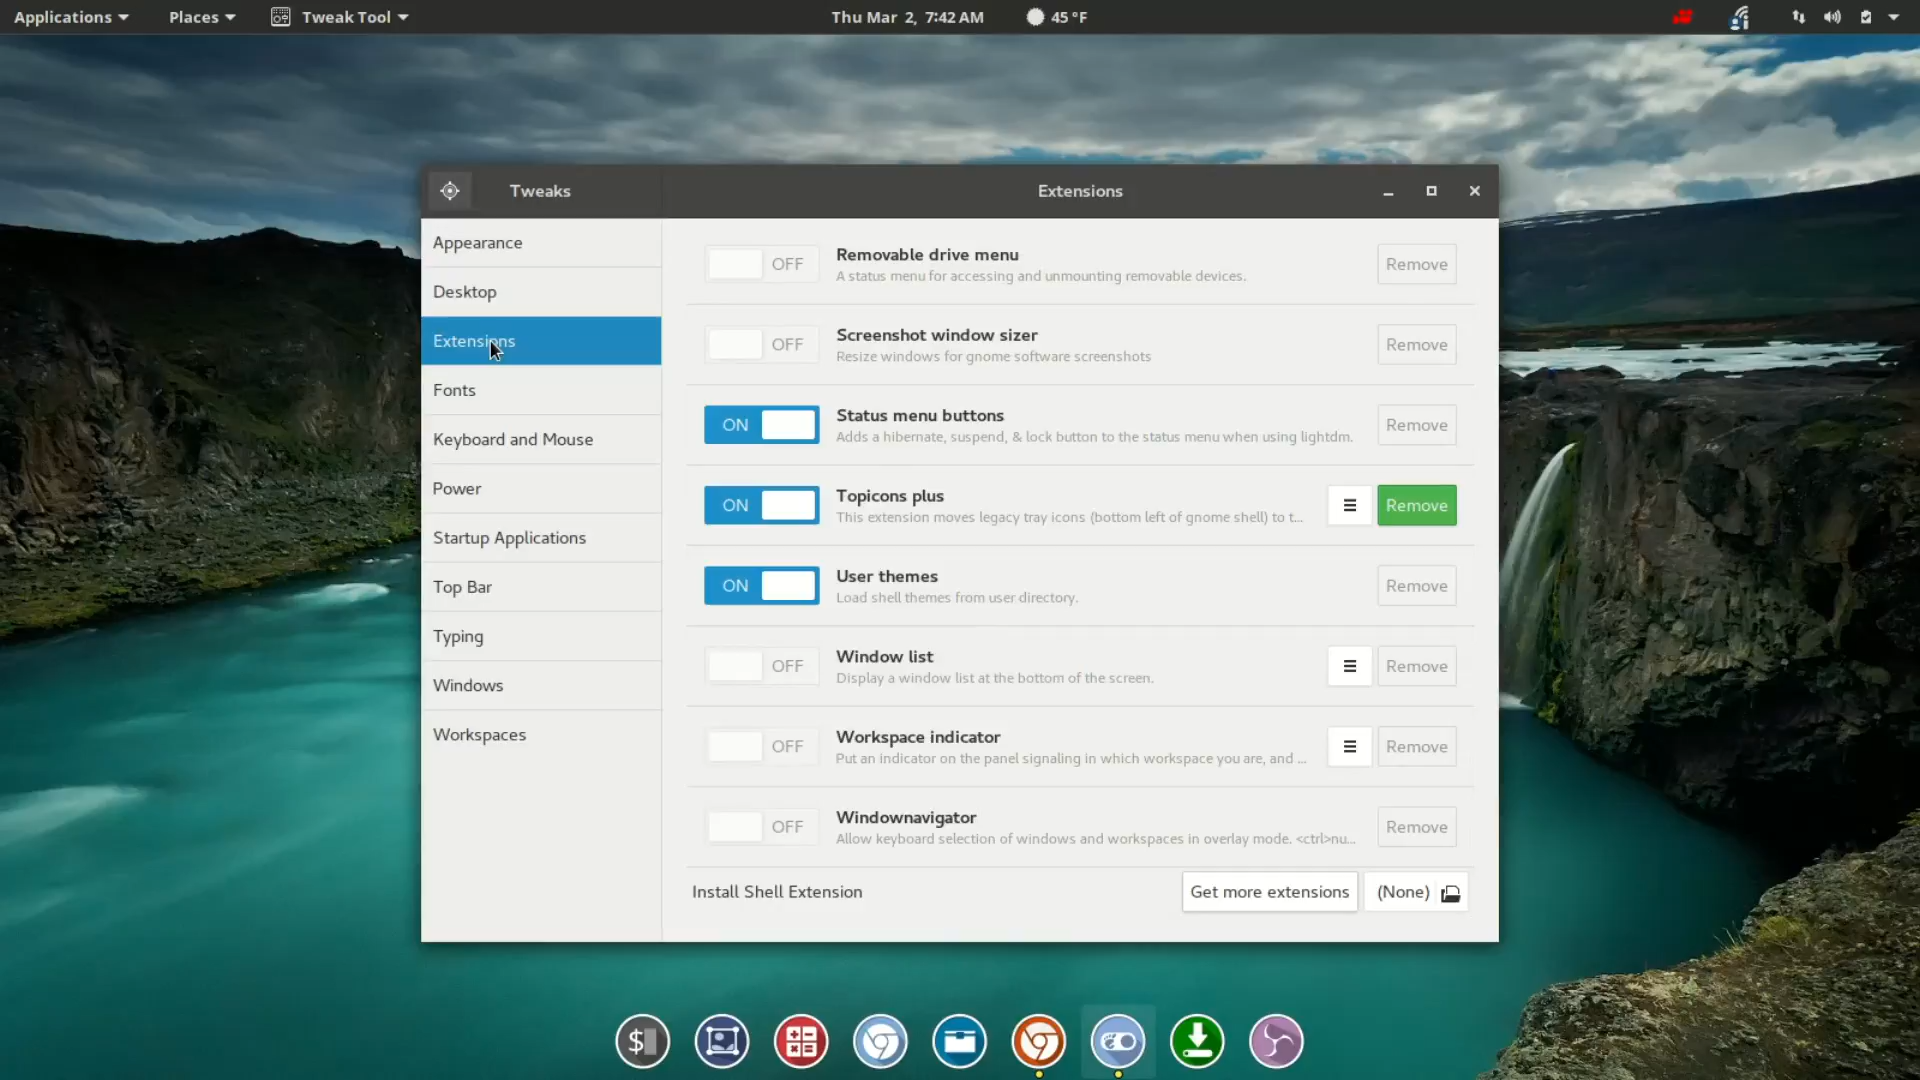 Applications
Places
Tweak Tool
Thu Mar 2, 7:42 AM
45 °F
Tweaks
Extensions
Appearance
Desktop
Extensions
Fonts
Keyboard and Mouse
Power
Startup Applications
Top Bar
Typing
Windows
Workspaces
OFF
Removable drive menu
A status menu for accessing and unmounting removable devices.
Remove
OFF
Screenshot window sizer
Resize windows for gnome software screenshots
Remove
ON
Status menu buttons
Adds a hibernate, suspend, & lock button to the status menu when using lightdm.
Remove
ON
Topicons plus
This extension moves legacy tray icons (bottom left of gnome shell) to t...
Remove
ON
User themes
Load shell themes from user directory.
Remove
OFF
Window list
Display a window list at the bottom of the screen.
Remove
OFF
Workspace indicator
Put an indicator on the panel signaling in which workspace you are, and ...
Remove
OFF
Windownavigator
Allow keyboard selection of windows and workspaces in overlay mode. <ctrl>nu...
Remove
Install Shell Extension
Get more extensions
(None)
$